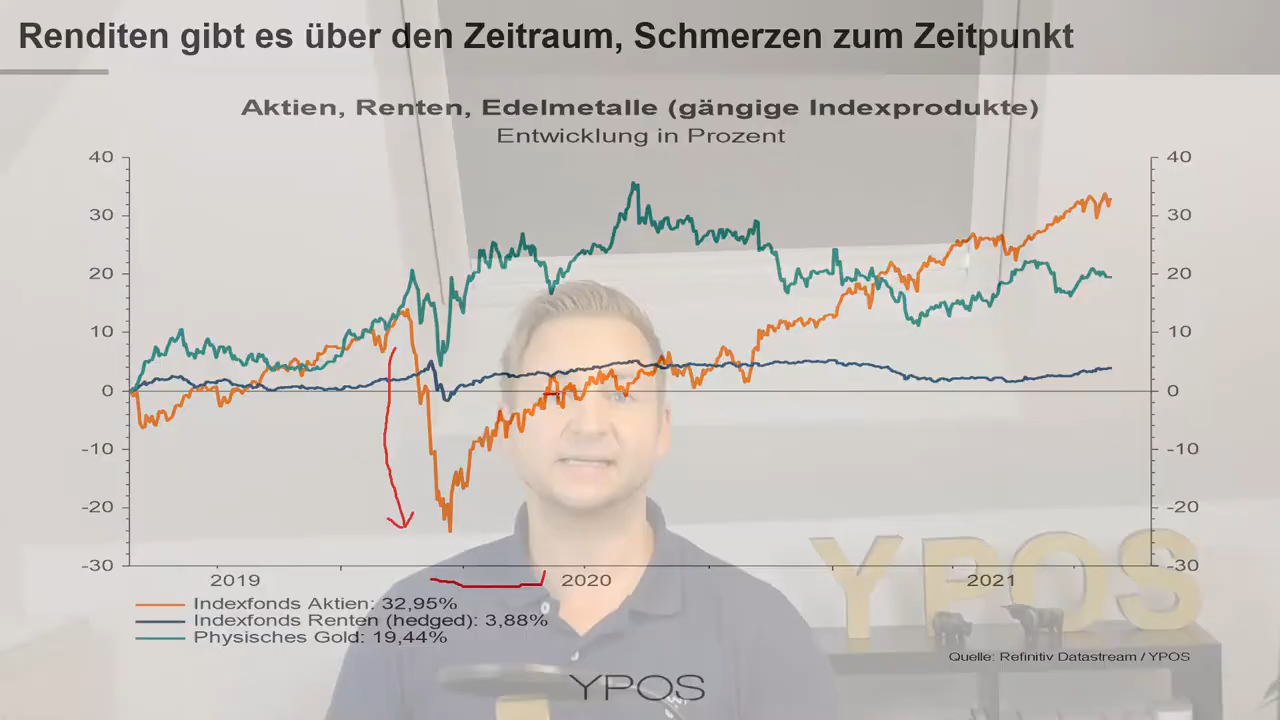 Renditen gibt es über den Zeitraum, Schmerzen zum Zeitpunkt
Aktien, Renten, Edelmetalle (gängige Indexprodukte)
Entwicklung in Prozent
40 40
30 30
20 20
10 10
0 0
-10 -10
-20 -20
-30 -30
2019 2020 2021
Indexfonds Aktien: 32,95%
Indexfonds Renten (hedged): 3,88%
Physisches Gold: 19,44%
YPOS
Quelle: Refinitiv Datastream / YPOS
YPOS